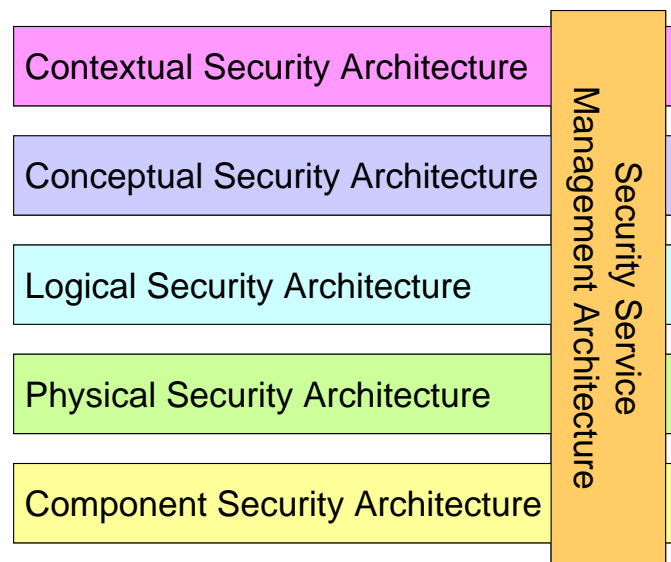 Contextual Security Architecture
Conceptual Security Architecture
Logical Security Architecture
Physical Security Architecture
Component Security Architecture
Security Service
Management Architecture